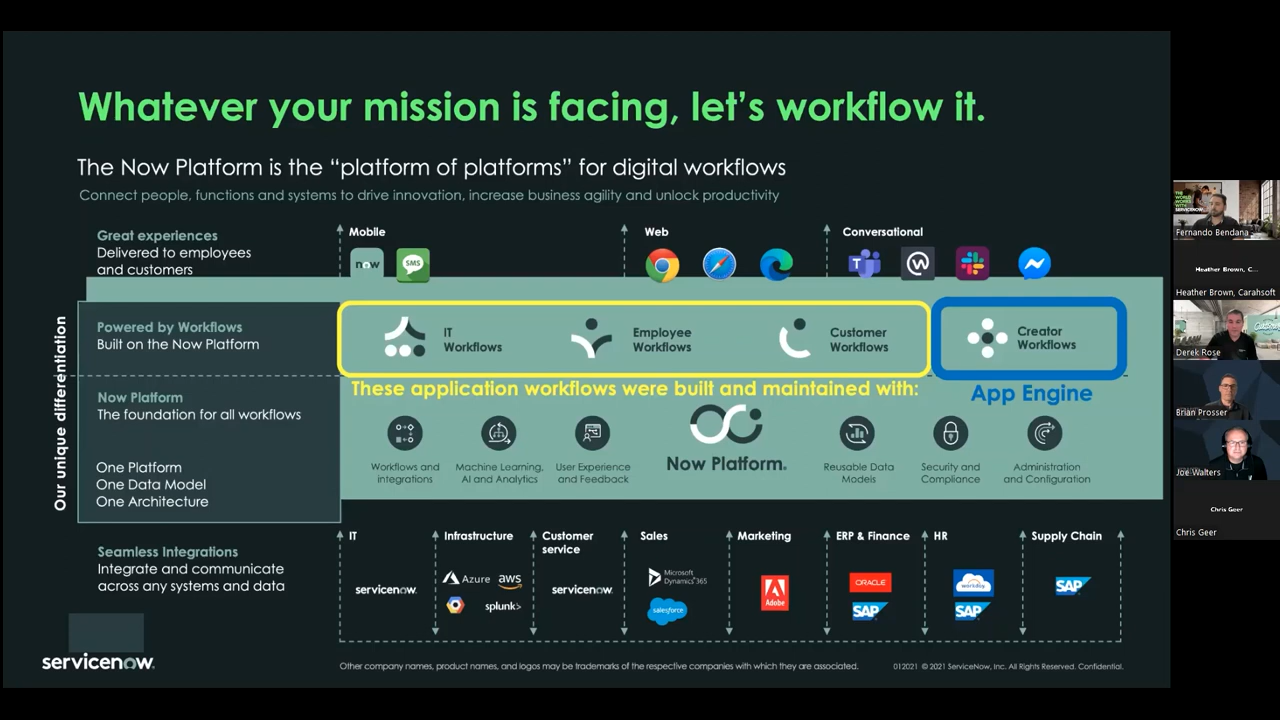 Whatever your mission is facing, let's workflow it.
The Now Platform is the “platform of platforms” for digital workflows
Connect people, functions and systems to drive innovation, increase business agility and unlock productivity
Great experiences
Delivered to employees
and customers
Mobile
Web
Conversational
now
SMS
Our unique differentiation
Powered by Workflows
Built on the Now Platform
IT
Workflows
Employee
Workflows
Customer
Workflows
Creator
Workflows
These application workflows were built and maintained with:
App Engine
Now Platform
The foundation for all workflows
One Platform
One Data Model
One Architecture
Workflows and
integrations
Machine Learning,
AI and Analytics
User Experience
and Feedback
Now Platform®
Reusable Data
Models
Security and
Compliance
Administration
and Configuration
Seamless Integrations
Integrate and communicate
across any systems and data
IT
servicenow.
Infrastructure
Azure
aws
splunk>
Customer
service
servicenow.
Sales
Microsoft
Dynamics 365
salesforce
Marketing
Adobe
ERP & Finance
ORACLE
SAP
HR
workday
SAP
Supply Chain
SAP
servicenow.
Other company names, product names, and logos may be trademarks of the respective companies with which they are associated.
012021 © 2021 ServiceNow, Inc. All Rights Reserved. Confidential.
THE
WORLD
WORKS
WITH
SERVICENOW
Fernando Bendana
Heather Brown, C...
Heather Brown, Carahsoft
Derek Rose
Brian Prosser
Joe Walters
Chris Geer
Chris Geer